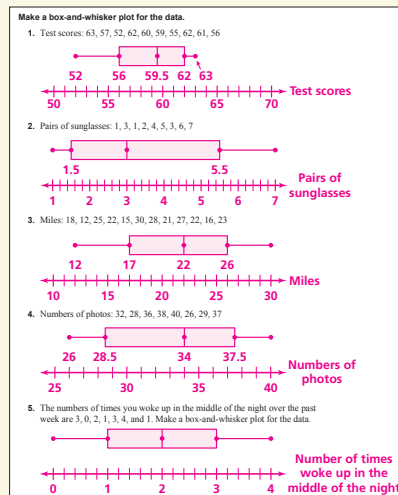 Make a box-and-whisker plot for the data.
1. Test scores: 63, 57, 52, 62, 60, 59, 55, 62, 61, 56
52 56 59.5 62 63
50 55 60 65 70 Test scores
2. Pairs of sunglasses: 1, 3, 1, 2, 4, 5, 3, 6, 7
1.5 5.5
1 2 3 4 5 6 7
Pairs of
sunglasses
3. Miles: 18, 12, 25, 22, 15, 30, 28, 21, 27, 22, 16, 23
12 17 22 26
10 15 20 25 30 Miles
4. Numbers of photos: 32, 28, 36, 38, 40, 26, 29, 37
26 28.5 34 37.5
25 30 35 40
Numbers of
photos
5. The numbers of times you woke up in the middle of the night over the past
week are 3, 0, 2, 1, 3, 4, and 1. Make a box-and-whisker plot for the data.
0 1 2 3 4
Number of times
woke up in the
middle of the night